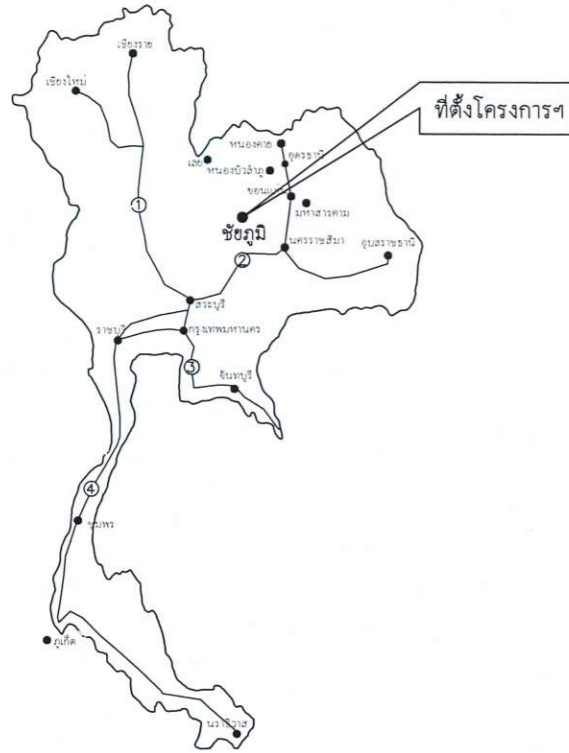 เชียงราย
เชียงใหม่
ที่ตั้งโครงการฯ
หนองคาย
เลย
อุดรธานี
หนองบัวลำภู
ขอนแก่น
มหาสารคาม
①
ชัยภูมิ
นครราชสีมา
อุบลราชธานี
②
สระบุรี
ราชบุรี
กรุงเทพมหานคร
③
จันทบุรี
④
ชุมพร
ภูเก็ต
นราธิวาส